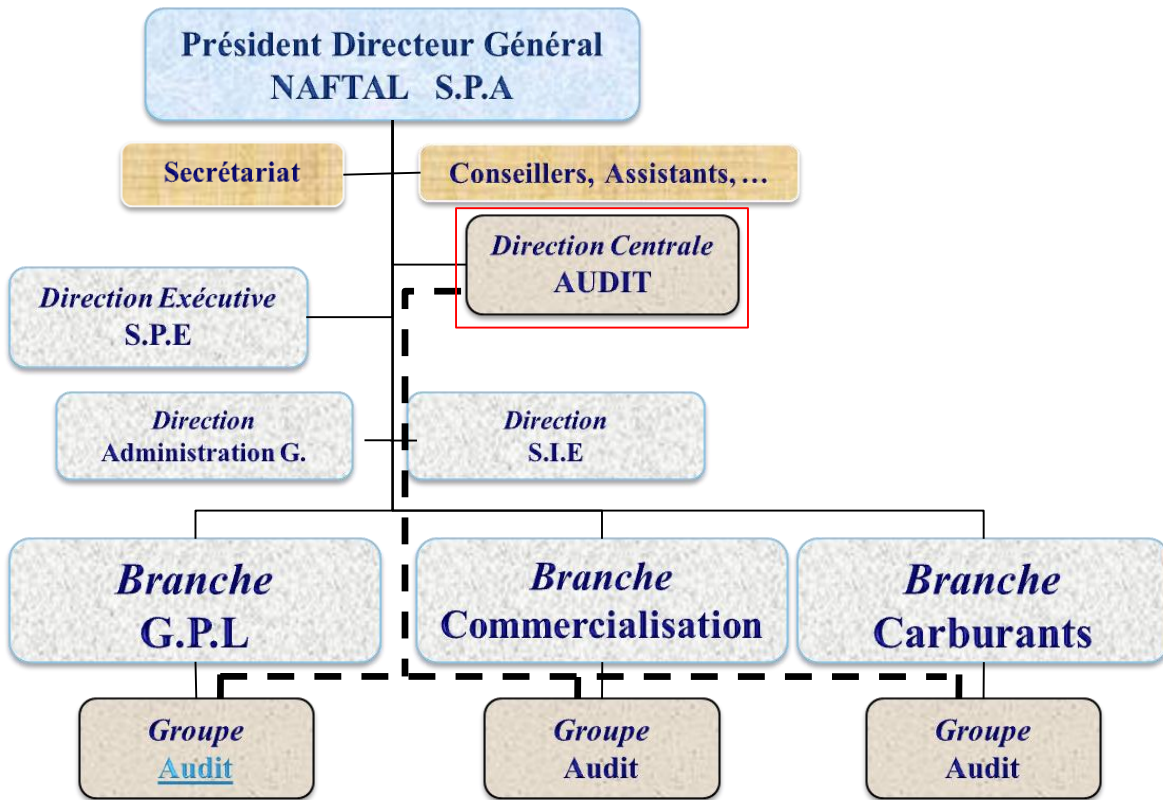 Président Directeur Général
NAFTAL S.P.A
Secrétariat
Conseillers, Assistants, …
Direction Centrale
AUDIT
Direction Exécutive
S.P.E
Direction
Administration G.
Direction
S.I.E
Branche
G.P.L
Branche
Commercialisation
Branche
Carburants
Groupe
Audit
Groupe
Audit
Groupe
Audit